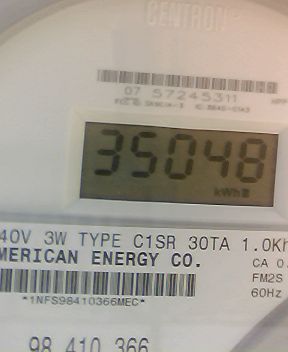 CENTRON
07 57245311
35048
kWh
40V 3W TYPE C1SR 30TA 1.0Kh
MERICAN ENERGY CO.
CA 0.
FM2S
*1NFS98410366MEC*
60Hz
98 410 366